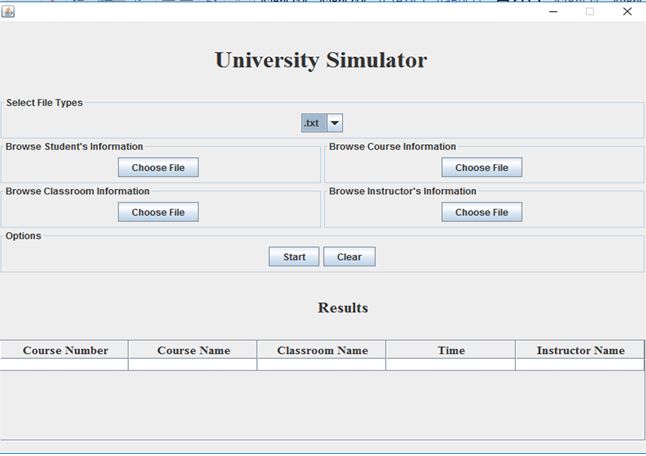 University Simulator
Select File Types
.txt
Browse Student's Information
Browse Course Information
Choose File
Choose File
Browse Classroom Information
Browse Instructor's Information
Choose File
Choose File
Options
Start Clear
Results
Course Number Course Name Classroom Name Time Instructor Name